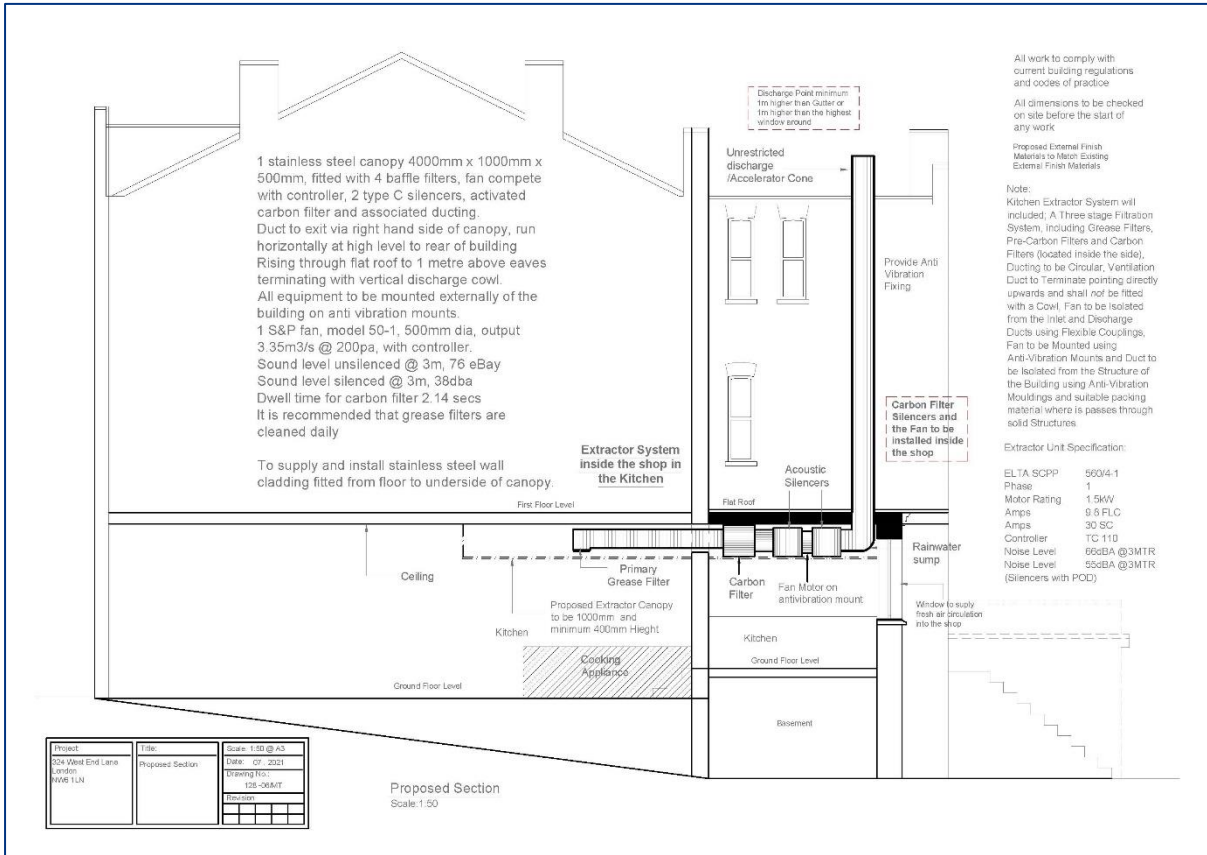 Discharge Point minimum
1m higher than Gutter or
1m higher than the highest
window around
Unrestricted
discharge
/Accelerator Cone
1 stainless steel canopy 4000mm x 1000mm x
500mm, fitted with 4 baffle filters, fan compete
with controller, 2 type C silencers, activated
carbon filter and associated ducting.
Duct to exit via right hand side of canopy, run
horizontally at high level to rear of building
Rising through flat roof to 1 metre above eaves
terminating with vertical discharge cowl.
All equipment to be mounted externally of the
building on anti vibration mounts.
1 S&P fan, model 50-1, 500mm dia, output
3.35m3/s @ 200pa, with controller.
Sound level unsilenced @ 3m, 76 eBay
Sound level silenced @ 3m, 38dba
Dwell time for carbon filter 2.14 secs
It is recommended that grease filters are
cleaned daily
To supply and install stainless steel wall
cladding fitted from floor to underside of canopy.
Extractor System
inside the shop in
the Kitchen
First Floor Level
Flat Roof
Acoustic
Silencers
Provide Anti
Vibration
Fixing
Carbon Filter
Silencers and
the Fan to be
installed inside
the shop
Ceiling
Kitchen
Primary
Grease Filter
Proposed Extractor Canopy
to be 1000mm and
minimum 400mm Hieght
Carbon
Filter
Fan Motor on
antivibration mount
Rainwater
sump
Window to suply
fresh air circulation
into the shop
Kitchen
Ground Floor Level
Cooking
Appliance
Ground Floor Level
Basement
All work to comply with
current building regulations
and codes of practice
All dimensions to be checked
on site before the start of
any work
Proposed External Finish
Materials to Match Existing
External Finish Materials
Note:
Kitchen Extractor System will
included; A Three stage Filtration
System, including Grease Filters,
Pre-Carbon Filters and Carbon
Filters (located inside the side),
Ducting to be Circular, Ventilation
Duct to Terminate pointing directly
upwards and shall not be fitted
with a Cowl, Fan to be Isolated
from the Inlet and Discharge
Ducts using Flexible Couplings,
Fan to be Mounted using
Anti-Vibration Mounts and Duct to
be Isolated from the Structure of
the Building using Anti-Vibration
Mouldings and suitable packing
material where is passes through
solid Structures
Extractor Unit Specification:
ELTA SCPP 560/4-1
Phase 1
Motor Rating 1.5kW
Amps 9.6 FLC
Amps 30 SC
Controller TC 110
Noise Level 66dBA @3MTR
Noise Level 55dBA @3MTR
(Silencers with POD)
Project:
324 West End Lane
London
NW6 1LN
Title:
Proposed Section
Scale: 1:50 @ A3
Date: 07 . 2021
Drawing No.:
128 -06/MT
Revision
Proposed Section
Scale:1:50